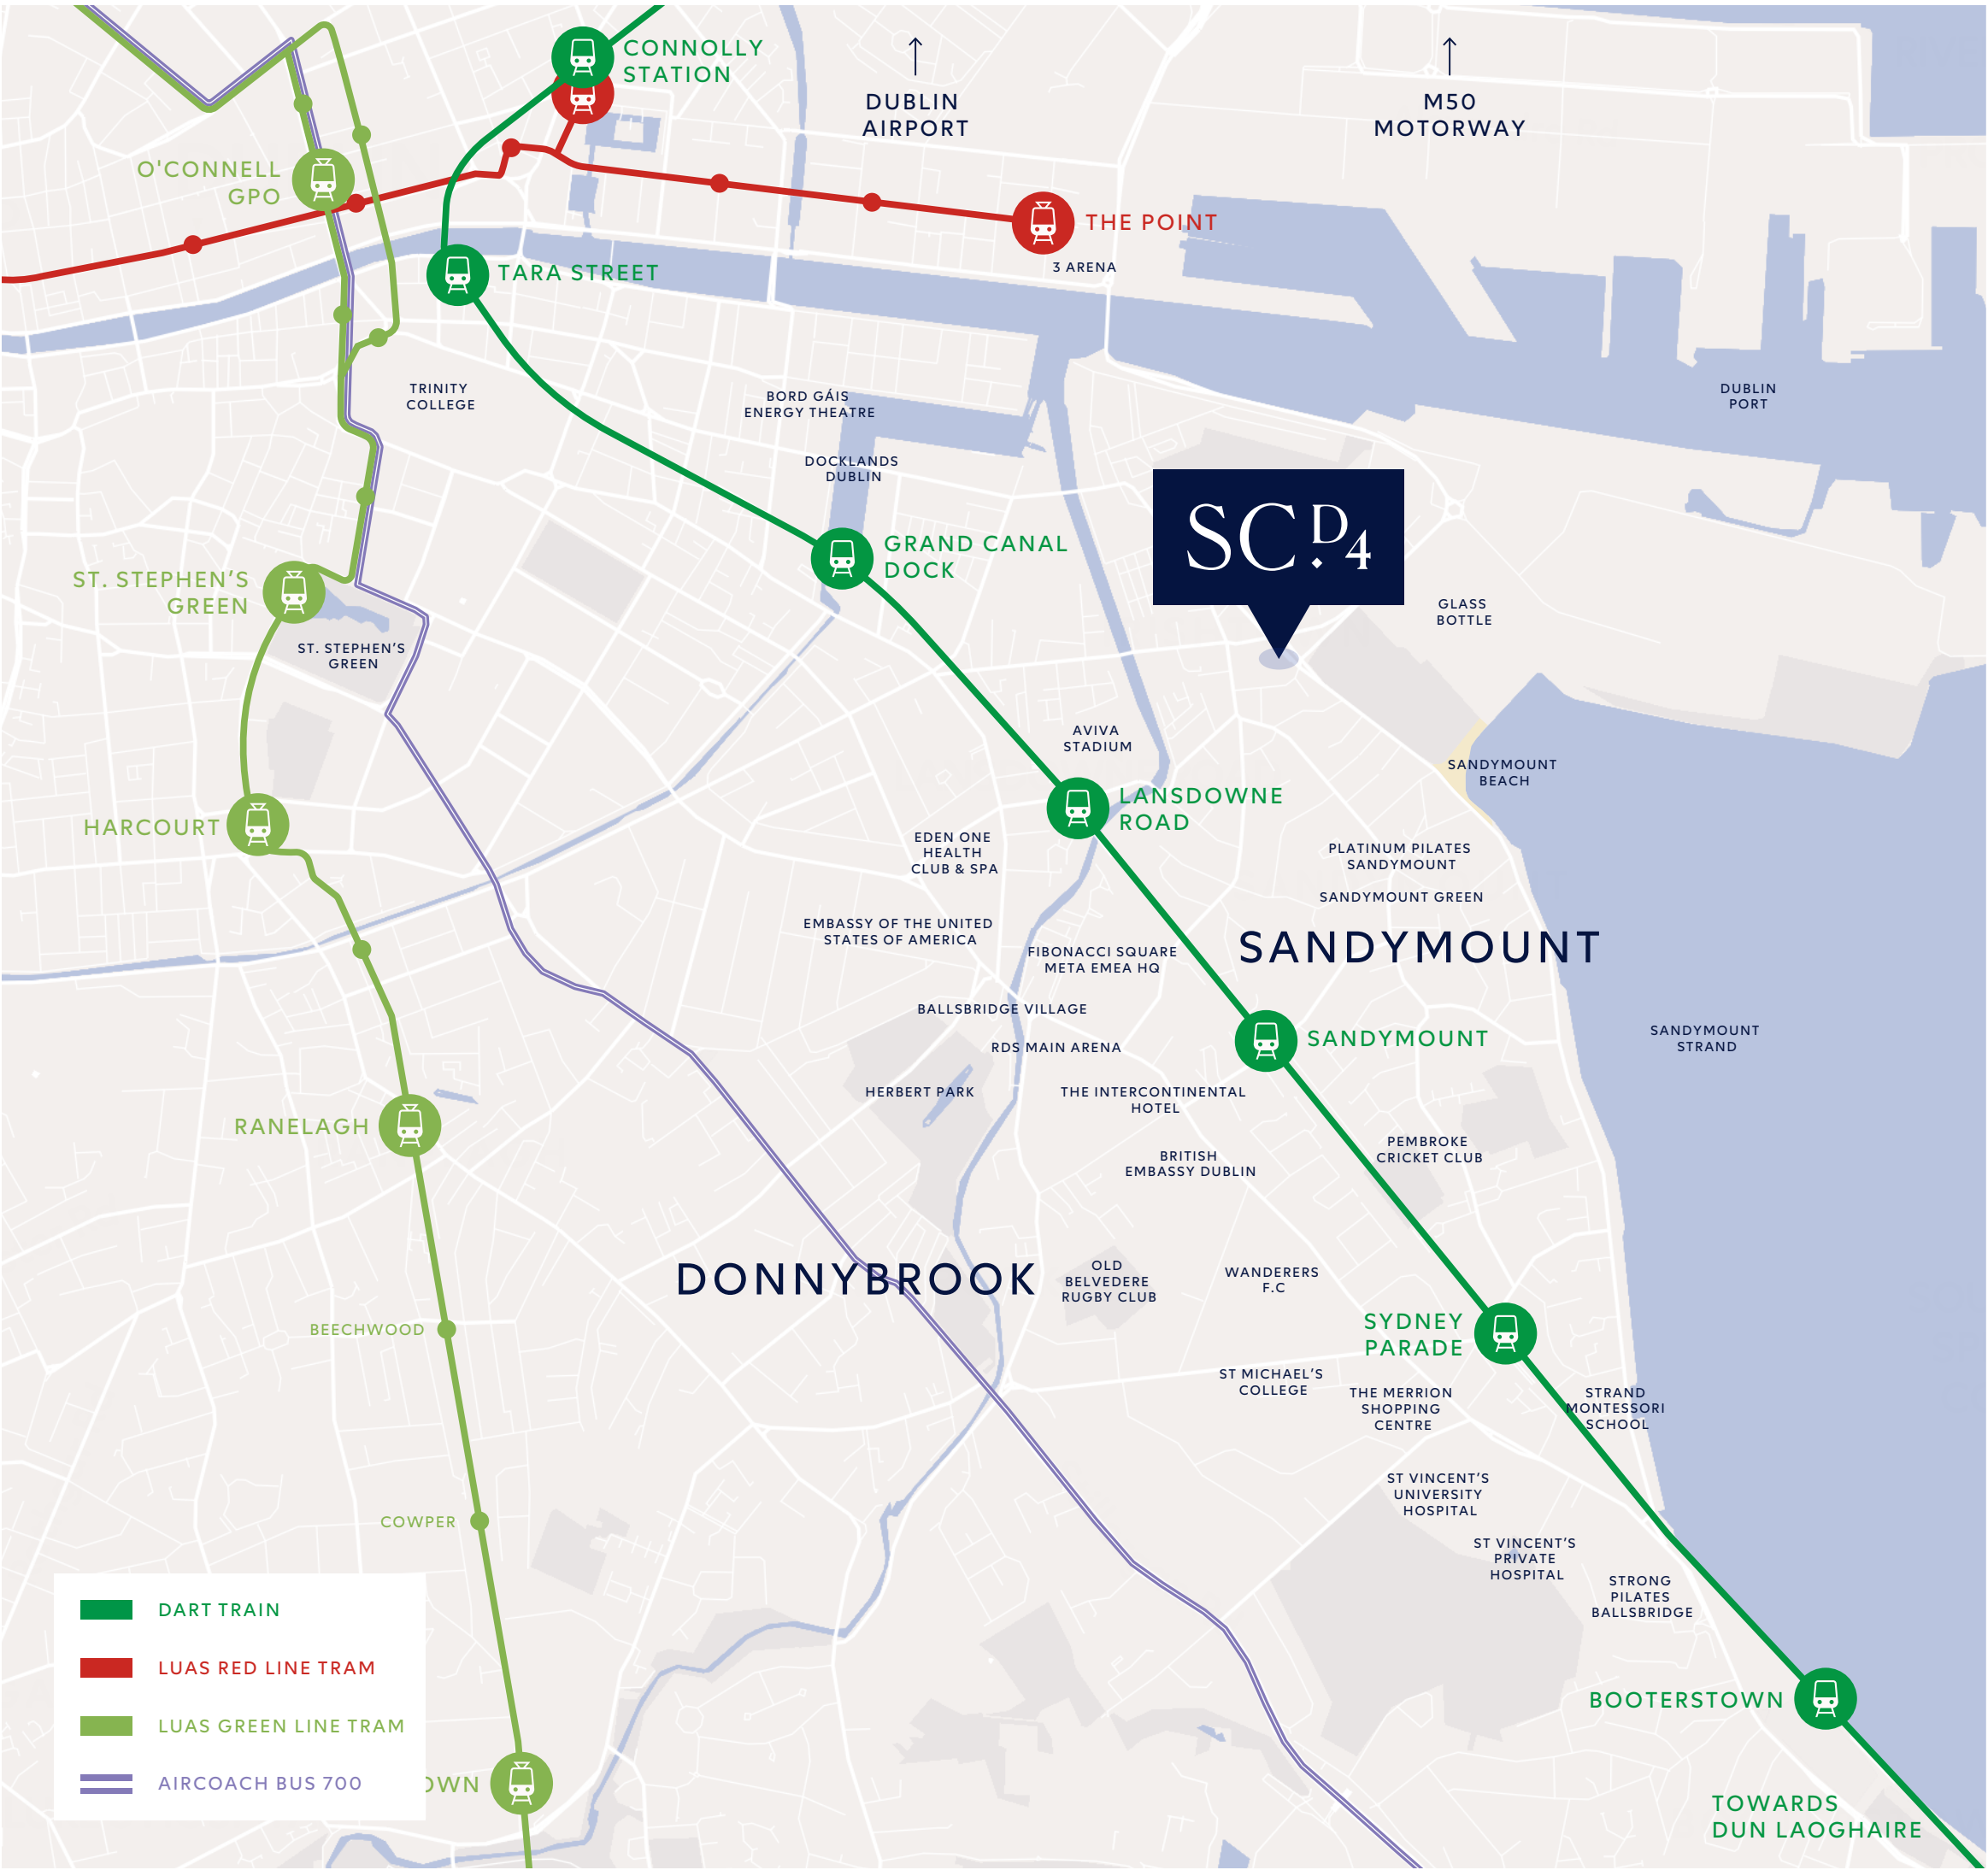 CONNOLLY
STATION
DUBLIN
AIRPORT
M50
MOTORWAY
O'CONNELL
GPO
THE POINT
3 ARENA
TARA STREET
TRINITY
COLLEGE
BORD GÁIS
ENERGY THEATRE
DUBLIN
PORT
DOCKLANDS
DUBLIN
SC D4
GRAND CANAL
DOCK
ST. STEPHEN'S
GREEN
GLASS
BOTTLE
ST. STEPHEN'S
GREEN
AVIVA
STADIUM
SANDYMOUNT
BEACH
LANSDOWNE
ROAD
HARCOURT
EDEN ONE
HEALTH
CLUB & SPA
PLATINUM PILATES
SANDYMOUNT
SANDYMOUNT GREEN
EMBASSY OF THE UNITED
STATES OF AMERICA
SANDYMOUNT
FIBONACCI SQUARE
META EMEA HQ
BALLSBRIDGE VILLAGE
SANDYMOUNT
SANDYMOUNT
STRAND
RDS MAIN ARENA
HERBERT PARK
THE INTERCONTINENTAL
HOTEL
RANELAGH
PEMBROKE
CRICKET CLUB
BRITISH
EMBASSY DUBLIN
DONNYBROOK
OLD
BELVEDERE
RUGBY CLUB
WANDERERS
F.C
SYDNEY
PARADE
BEECHWOOD
ST MICHAEL'S
COLLEGE
THE MERRION
SHOPPING
CENTRE
STRAND
MONTESSORI
SCHOOL
ST VINCENT'S
UNIVERSITY
HOSPITAL
COWPER
ST VINCENT'S
PRIVATE
HOSPITAL
STRONG
PILATES
BALLSBRIDGE
DART TRAIN
LUAS RED LINE TRAM
BOOTERSTOWN
LUAS GREEN LINE TRAM
AIRCOACH BUS 700
OWN
TOWARDS
DUN LAOGHAIRE